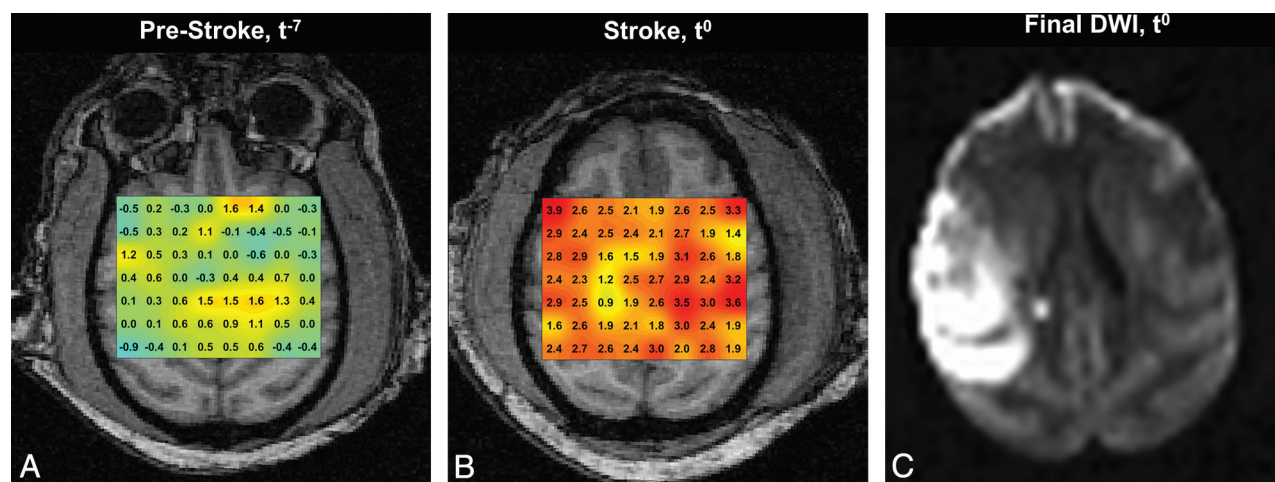 Pre-Stroke, t-7
Stroke, t0
Final DWI, t0
-0.5 0.2 -0.3 0.0 1.6 1.4 0.0 -0.3
-0.5 0.3 0.2 1.1 -0.1 -0.4 -0.5 -0.1
1.2 0.5 0.3 0.1 0.0 -0.6 0.0 -0.3
0.4 0.6 0.0 -0.3 0.4 0.4 0.7 0.0
0.1 0.3 0.6 1.5 1.5 1.6 1.3 0.4
0.0 0.1 0.6 0.6 0.9 1.1 0.5 0.0
-0.9 -0.4 0.1 0.5 0.5 0.6 -0.4 -0.4
A
3.9 2.6 2.5 2.1 1.9 2.6 2.5 3.3
2.9 2.4 2.5 2.4 2.1 2.7 1.9 1.4
2.8 2.9 1.6 1.5 1.9 3.1 2.6 1.8
2.4 2.3 1.2 2.5 2.7 2.9 2.4 3.2
2.9 2.5 0.9 1.9 2.6 3.5 3.0 3.6
1.6 2.6 1.9 2.1 1.8 3.0 2.4 1.9
2.4 2.7 2.6 2.4 3.0 2.0 2.8 1.9
B
C